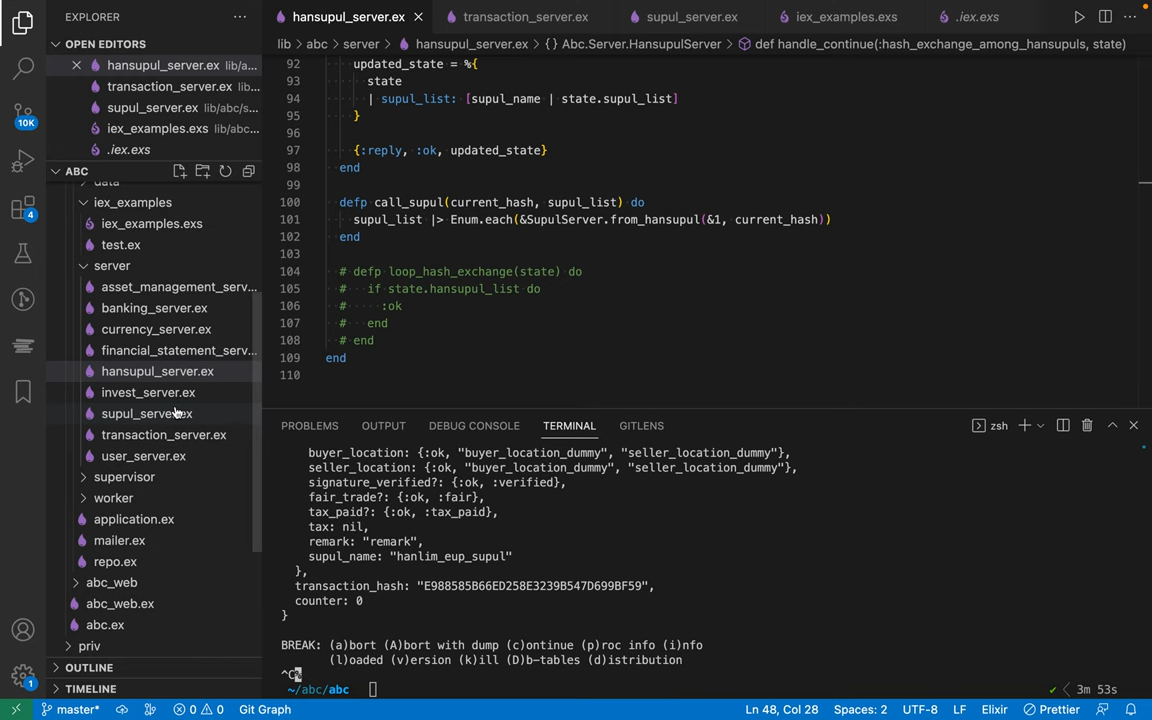 EXPLORER
OPEN EDITORS
hansupul_server.ex lib/a...
transaction_server.ex lib...
supul_server.ex lib/abc/s...
iex_examples.exs lib/abc...
.iex.exs
ABC
data
iex_examples
iex_examples.exs
test.ex
server
asset_management_serv...
banking_server.ex
currency_server.ex
financial_statement_serv...
hansupul_server.ex
invest_server.ex
supul_server.ex
transaction_server.ex
user_server.ex
supervisor
worker
application.ex
mailer.ex
repo.ex
abc_web
abc_web.ex
abc.ex
priv
OUTLINE
TIMELINE
10K
4
1
hansupul_server.ex transaction_server.ex supul_server.ex iex_examples.exs .iex.exs
lib > abc > server > hansupul_server.ex > {} Abc.Server.HansupulServer > def handle_continue(:hash_exchange_among_hansupuls, state)
92 updated_state = %{
93 state
94 | supul_list: [supul_name | state.supul_list]
95 }
96
97 {:reply, :ok, updated_state}
98 end
99
100 defp call_supul(current_hash, supul_list) do
101 supul_list |> Enum.each(&SupulServer.from_hansupul(&1, current_hash))
102 end
103
104 # defp loop_hash_exchange(state) do
105 # if state.hansupul_list do
106 # :ok
107 # end
108 # end
109 end
110
PROBLEMS OUTPUT DEBUG CONSOLE TERMINAL GITLENS
zsh
buyer_location: {:ok, "buyer_location_dummy", "seller_location_dummy"},
seller_location: {:ok, "buyer_location_dummy", "seller_location_dummy"},
signature_verified?: {:ok, :verified},
fair_trade?: {:ok, :fair},
tax_paid?: {:ok, :tax_paid},
tax: nil,
remark: "remark",
supul_name: "hanlim_eup_supul"
},
transaction_hash: "E988585B66ED258E3239B547D699BF59",
counter: 0
}
BREAK: (a)bort (A)bort with dump (c)ontinue (p)roc info (i)nfo
(l)oaded (v)ersion (k)ill (D)b-tables (d)istribution
^C%
~/abc/abc
✓ < 3m 53s
master* 0 0 Git Graph
Ln 48, Col 28 Spaces: 2 UTF-8 LF Elixir Prettier